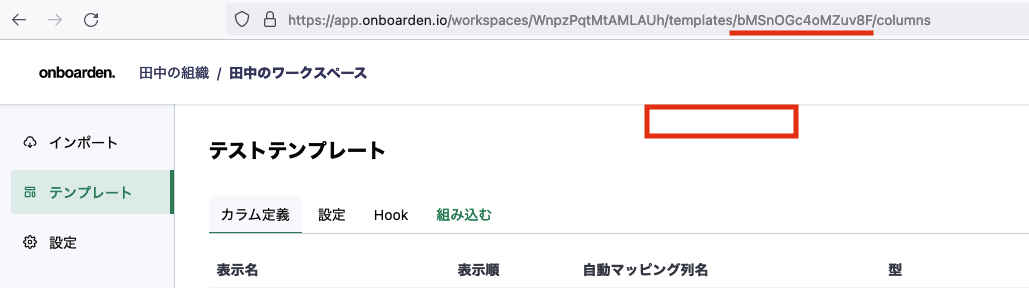 https://app.onboarden.io/workspaces/WnpzPqtMtAMLAUh/templates/bMSnOGc4oMZuv8F/columns
onboarden. 田中の組織 / 田中のワークスペース
インポート
テンプレート
設定
テストテンプレート
カラム定義 設定 Hook 組み込む
表示名 表示順 自動マッピング列名 型